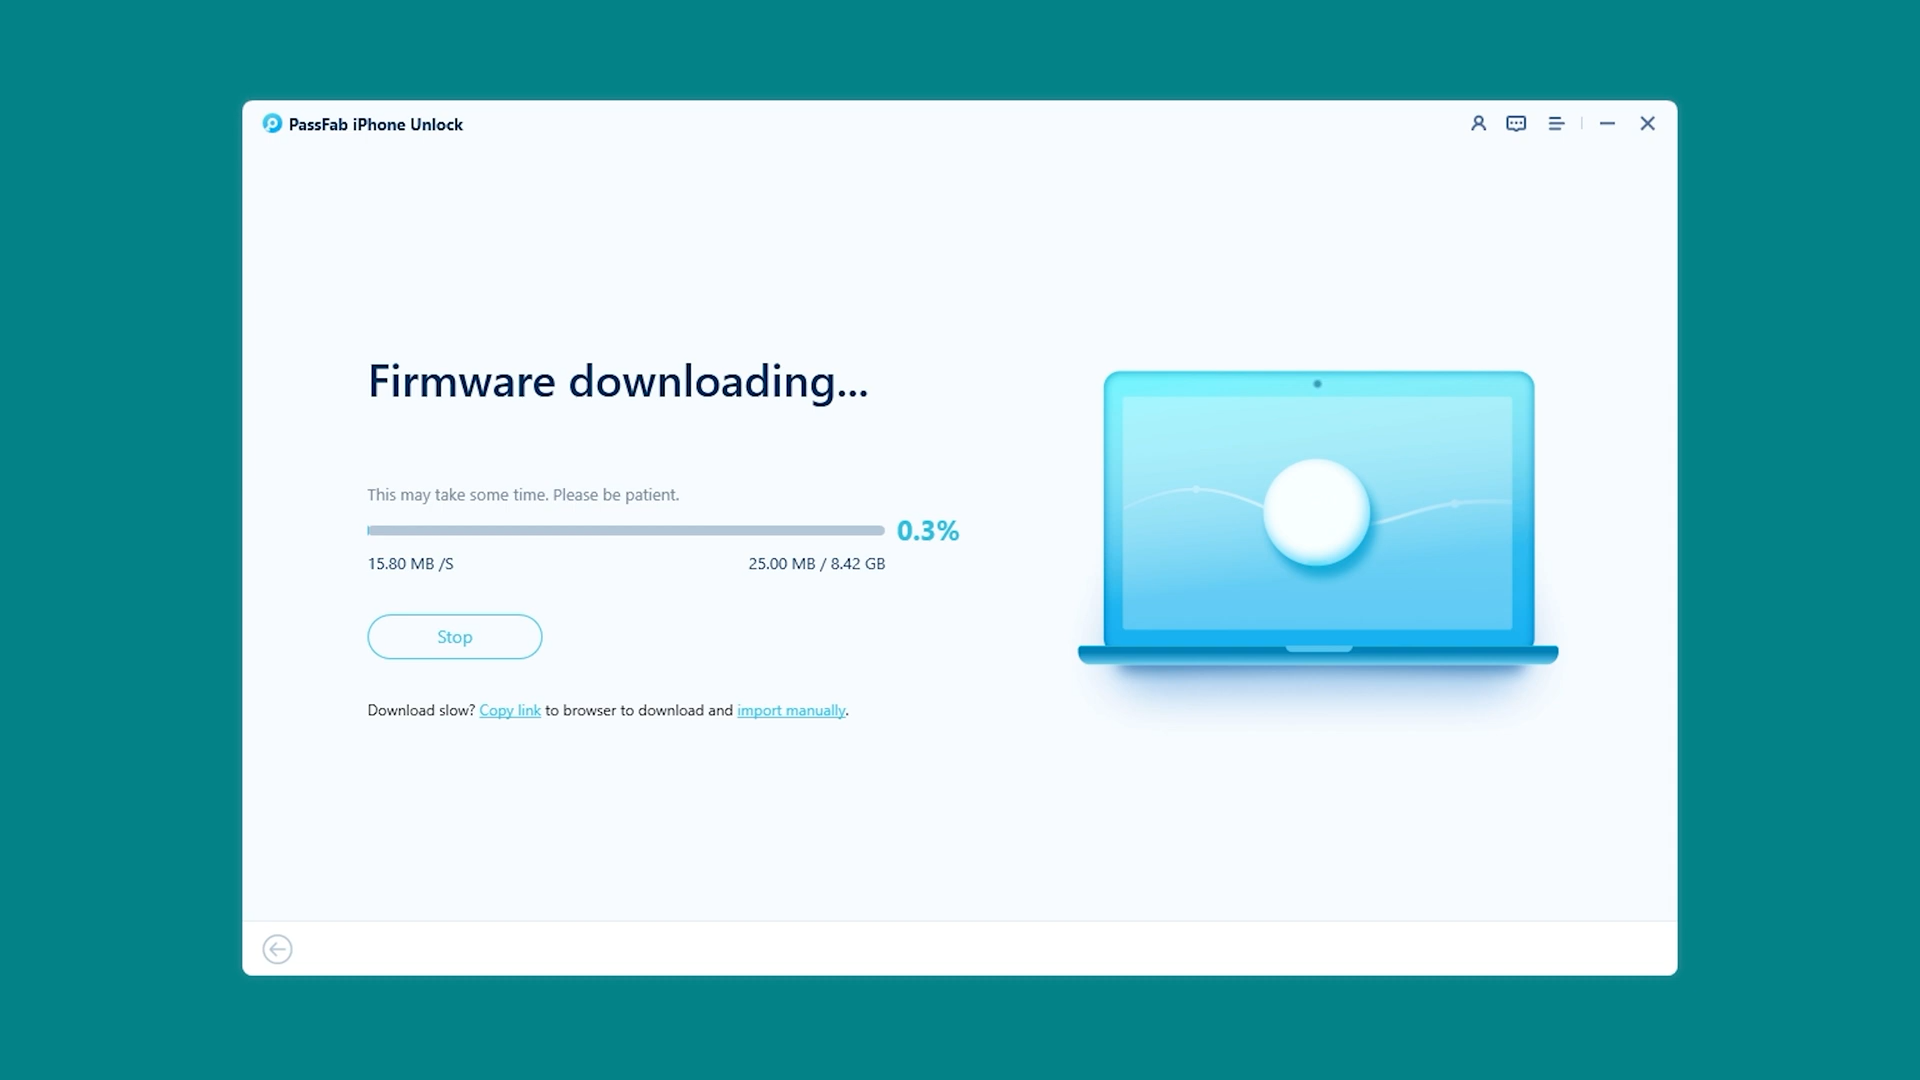 PassFab iPhone Unlock
Firmware downloading...
This may take some time. Please be patient.
0.3%
15.80 MB /S
25.00 MB / 8.42 GB
Stop
Download slow? Copy link to browser to download and import manually.